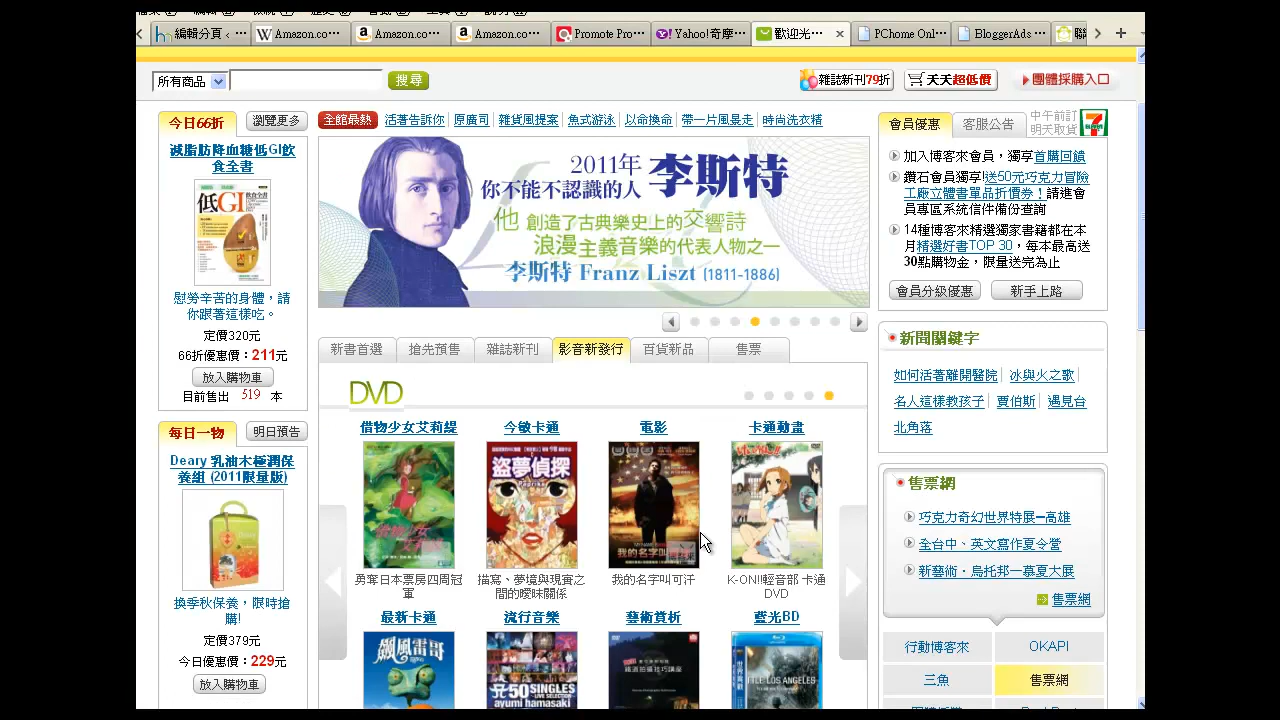 編輯分頁 ‹ ···
Amazon.co···
Amazon.co···
Amazon.co···
Promote Pro···
Yahoo!奇摩···
歡迎光···
PChome Onl···
BloggerAds ···
所有商品
搜尋
雜誌新刊79折
天天超低價
團體採購入口
今日66折
瀏覽更多
減脂肪降血糖低GI飲
食全書
低GI
慰勞辛苦的身體，請
你跟著這樣吃。
定價320元
66折優惠價：211元
放入購物車
目前售出 519 本
每日一物
明日預告
Deary 乳油木極潤保
養組 (2011限量版)
換季秋保養，限時搶
購!
定價379元
今日優惠價：229元
放入購物車
全館最熱
活著告訴你
原廣司
雜貨風提案
魚式游泳
以命換命
帶一片風景走
時尚洗衣精
2011年
你不能不認識的人
李斯特
他 創造了古典樂史上的交響詩
浪漫主義音樂的代表人物之一
李斯特 Franz Liszt (1811-1886)
新書首選
搶先預售
雜誌新刊
影音新發行
百貨新品
售票
DVD
借物少女艾莉緹
今敏卡通
電影
卡通動畫
盜夢偵探
我的名字叫
勇奪日本票房四周冠
軍
描寫、夢境與現實之
間的曖昧關係
我的名字叫可汗
K-ON!!輕音部 卡通
DVD
最新卡通
流行音樂
藝術賞析
藍光BD
飆風雷哥
A 50 SINGLES
LIVE SELECTION
ayumi hamasaki
會員優惠
客服公告
中午前訂
明天取貨
加入博客來會員，獨享首購回饋
鑽石會員獨享!送50元巧克力冒險
工廠立體書單品折價券！請進會
員專區系統信件備份查詢
14種博客來精選獨家書籍都在本
月精選好書TOP 30，每本最高送
30點購物金，限量送完為止
會員分級優惠
新手上路
新聞關鍵字
如何活著離開醫院
冰與火之歌
名人這樣教孩子
賈伯斯
遇見台
北角落
售票網
巧克力奇幻世界特展─高雄
全台中、英文寫作夏令營
新藝術・烏托邦─慕夏大展
售票網
行動博客來
OKAPI
三魚
售票網